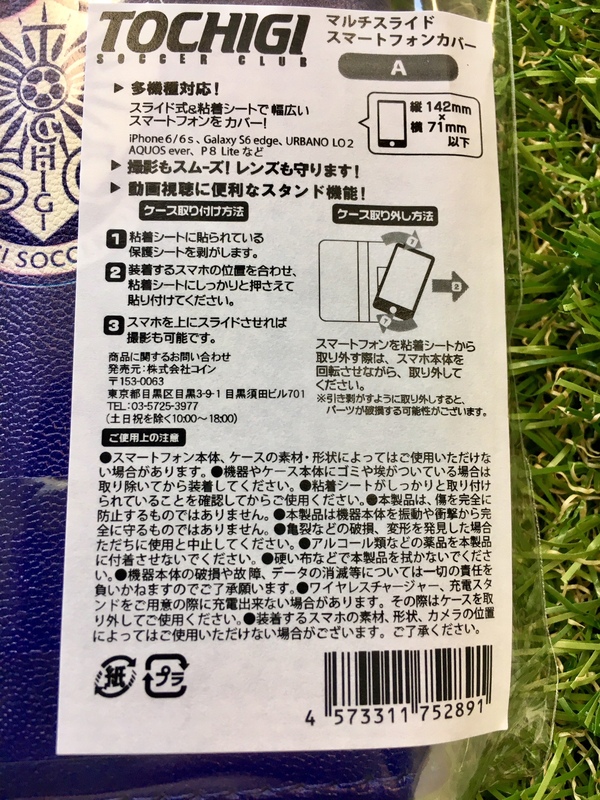 TOCHIGI
SOCCER CLUB
マルチスライド
スマートフォンカバー
A
▶ 多機種対応！
スライド式&粘着シートで幅広い
スマートフォンをカバー！
iPhone6/6s、Galaxy S6 edge、URBANO L02
AQUOS ever、P8 Lite など
縦 142mm
×
横 71mm
以下
▶ 撮影もスムーズ！レンズも守ります！
▶ 動画視聴に便利なスタンド機能！
ケース取り付け方法
1 粘着シートに貼られている
保護シートを剥がします。
2 装着するスマホの位置を合わせ、
粘着シートにしっかりと押さえて
貼り付けてください。
3 スマホを上にスライドさせれば
撮影も可能です。
ケース取り外し方法
1
2
1
スマートフォンを粘着シートから
取り外す際は、スマホ本体を
回転させながら、取り外して
ください。
※引き剥がすように取り外しすると、
パーツが破損する可能性がございます。
商品に関するお問い合わせ
発売元：株式会社コイン
〒153-0063
東京都目黒区目黒3-9-1 目黒須田ビル701
TEL：03-5725-3977
（土日祝を除く10:00～18:00）
ご使用上の注意
●スマートフォン本体、ケースの素材・形状によってはご使用いただけな
い場合があります。●機器やケース本体にゴミや埃がついている場合は
取り除いてから装着してください。●粘着シートがしっかりと取り付け
られていることを確認してからご使用ください。●本製品は、傷を完全に
防止するものではありません。●本製品は機器本体を振動や衝撃から完
全に守るものではありません。●亀裂などの破損、変形を発見した場合
ただちに使用と中止してください。●アルコール類などの薬品を本製品
に付着させないでください。●硬い布などで本製品を拭かないでくださ
い。●機器本体の破損や故障、データの消滅等については一切の責任を
負いかねますのでご了承願います。●ワイヤレスチャージャー、充電スタ
ンドをご用意の際に充電出来ない場合があります。その際はケースを取り
外してご使用ください。●装着するスマホの素材、形状、カメラの位置
によってはご使用いただけない場合がございます。ご了承ください。
紙
プラ
4 573311 752891
TOCHIGI
SC
GI SOCC